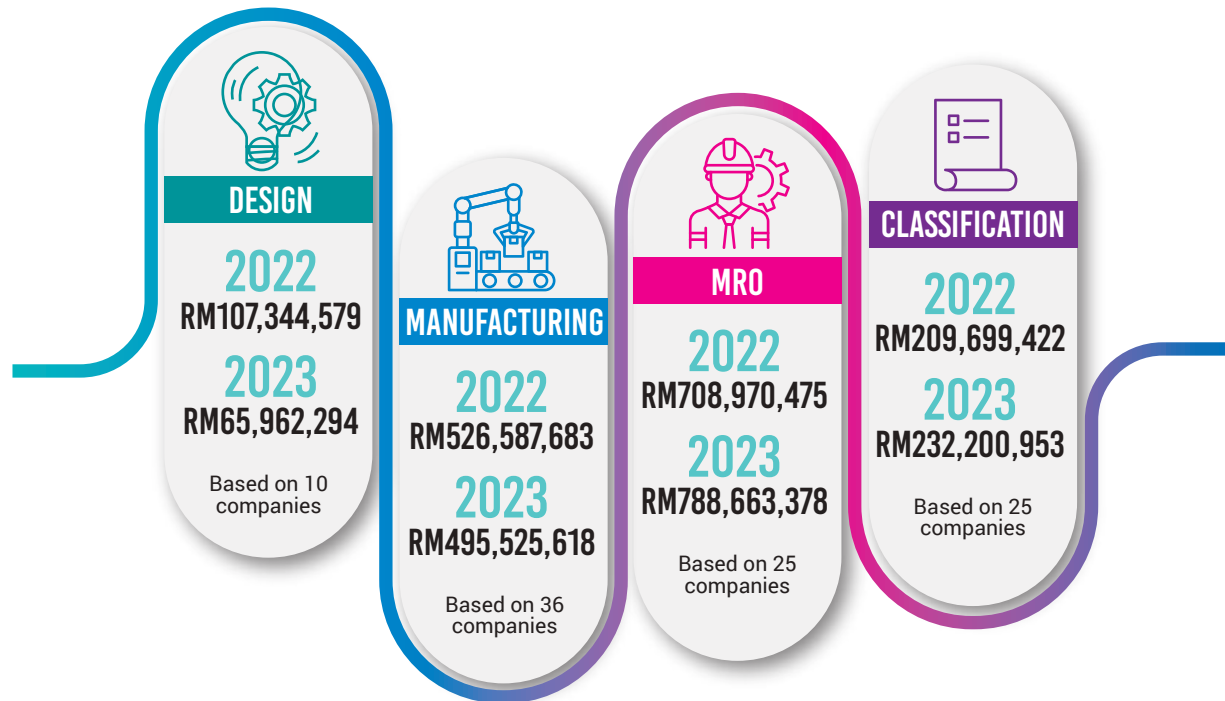 DESIGN
2022
RM107,344,579
2023
RM65,962,294
Based on 10
companies
MANUFACTURING
2022
RM526,587,683
2023
RM495,525,618
Based on 36
companies
MRO
2022
RM708,970,475
2023
RM788,663,378
Based on 25
companies
CLASSIFICATION
2022
RM209,699,422
2023
RM232,200,953
Based on 25
companies